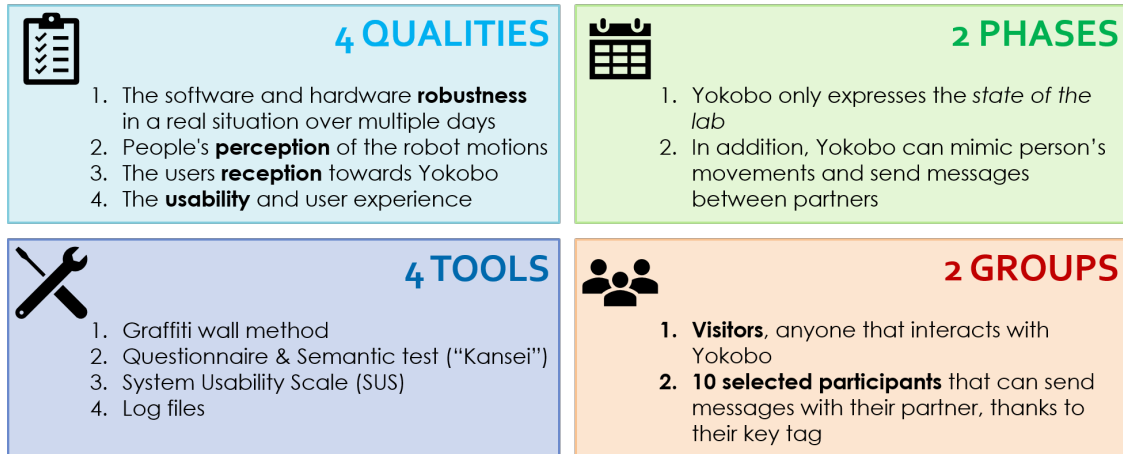 4 QUALITIES
1. The software and hardware robustness
in a real situation over multiple days
2. People's perception of the robot motions
3. The users reception towards Yokobo
4. The usability and user experience
2 PHASES
1. Yokobo only expresses the state of the
lab
2. In addition, Yokobo can mimic person's
movements and send messages
between partners
4 TOOLS
1. Graffiti wall method
2. Questionnaire & Semantic test (“Kansei”)
3. System Usability Scale (SUS)
4. Log files
2 GROUPS
1. Visitors, anyone that interacts with
Yokobo
2. 10 selected participants that can send
messages with their partner, thanks to
their key tag